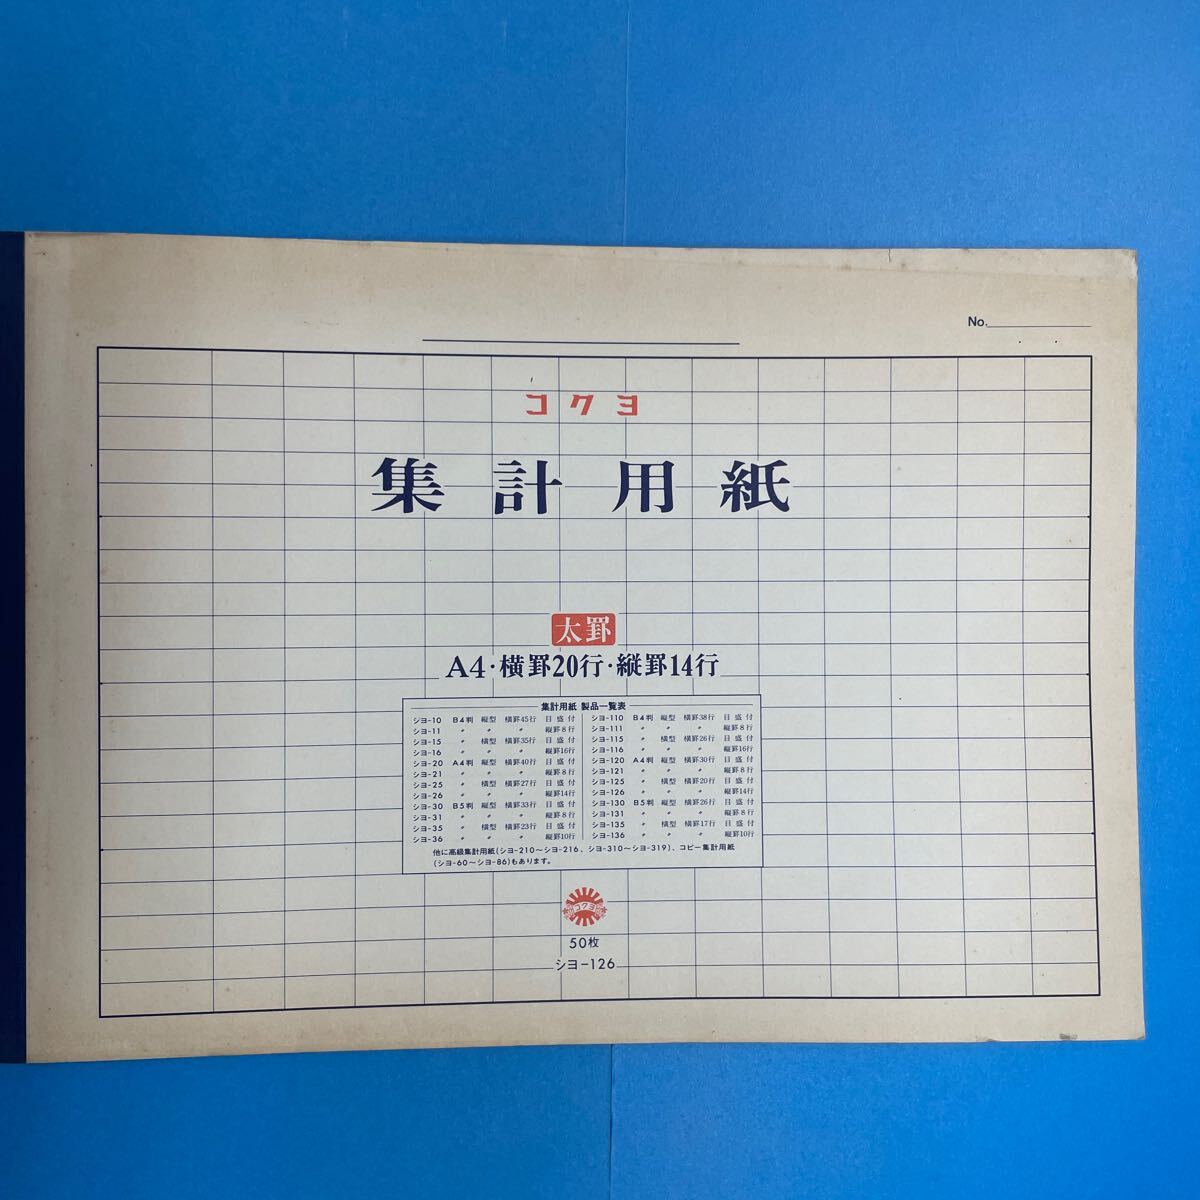 No.
コクヨ
集計用紙
太罫
A4・横罫20行・縦罫14行
集計用紙 製品一覧表
シヨ-10 B4判 縦型 横罫45行 目盛付
シヨ-11 〃 〃 〃 縦罫8行
シヨ-15 〃 横型 横罫35行 目盛付
シヨ-16 〃 〃 〃 縦罫16行
シヨ-20 A4判 縦型 横罫40行 目盛付
シヨ-21 〃 〃 〃 縦罫8行
シヨ-25 〃 横型 横罫27行 目盛付
シヨ-26 〃 〃 〃 縦罫14行
シヨ-30 B5判 縦型 横罫33行 目盛付
シヨ-31 〃 〃 〃 縦罫8行
シヨ-35 〃 横型 横罫23行 目盛付
シヨ-36 〃 〃 〃 縦罫10行
シヨ-110 B4判 縦型 横罫38行 目盛付
シヨ-111 〃 〃 〃 縦罫8行
シヨ-115 〃 横型 横罫26行 目盛付
シヨ-116 〃 〃 〃 縦罫16行
シヨ-120 A4判 縦型 横罫30行 目盛付
シヨ-121 〃 〃 〃 縦罫8行
シヨ-125 〃 横型 横罫20行 目盛付
シヨ-126 〃 〃 〃 縦罫14行
シヨ-130 B5判 縦型 横罫26行 目盛付
シヨ-131 〃 〃 〃 縦罫8行
シヨ-135 〃 横型 横罫17行 目盛付
シヨ-136 〃 〃 〃 縦罫10行
他に高級集計用紙(シヨ-210〜シヨ-216、シヨ-310〜シヨ-319)、コピー集計用紙
(シヨ-60〜シヨ-86)もあります。
コクヨ
50枚
シヨ-126